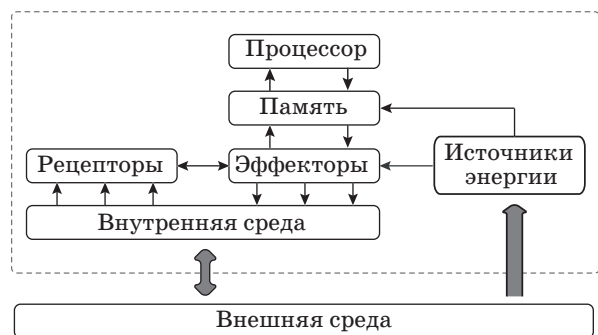 Процессор
Память
Рецепторы
Эффекторы
Источники
энергии
Внутренняя среда
Внешняя среда